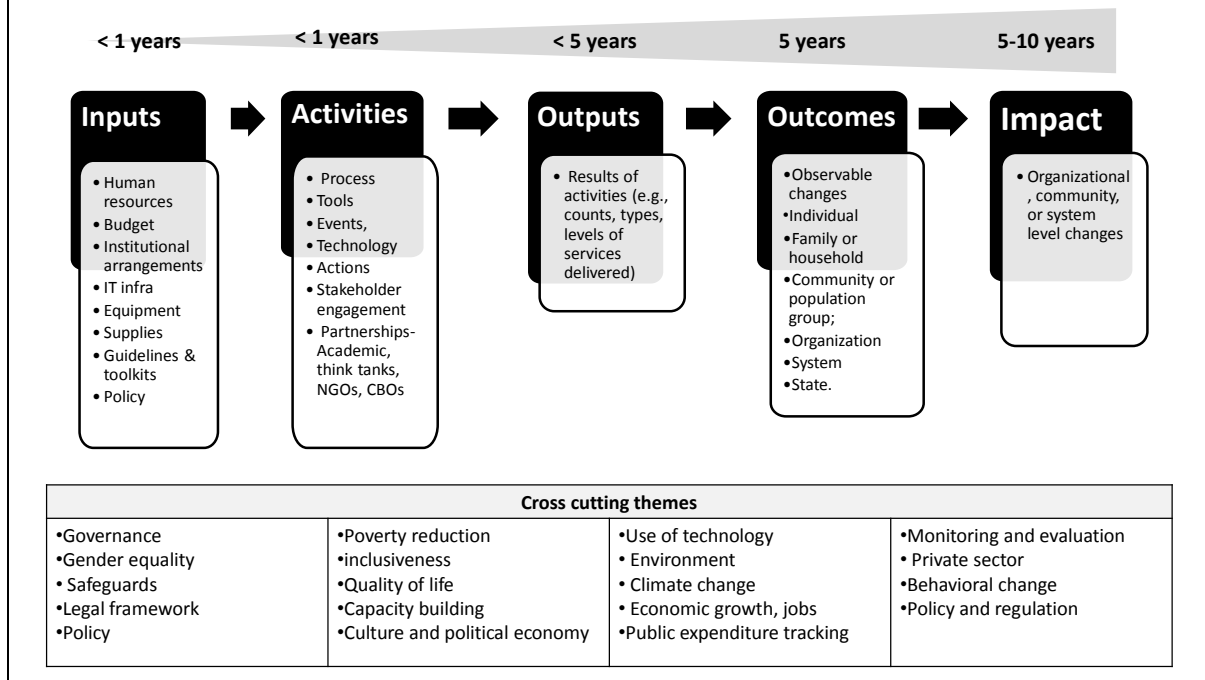 < 1 years
< 1 years
< 5 years
5 years
5-10 years
Inputs
• Human
resources
• Budget
• Institutional
arrangements
• IT infra
• Equipment
• Supplies
• Guidelines &
toolkits
• Policy
Activities
• Process
• Tools
• Events,
• Technology
• Actions
• Stakeholder
engagement
• Partnerships-
Academic,
think tanks,
NGOs, CBOs
Outputs
• Results of
activities (e.g.,
counts, types,
levels of
services
delivered)
Outcomes
•Observable
changes
•Individual
•Family or
household
•Community or
population
group;
•Organization
•System
•State.
Impact
• Organizational
, community,
or system
level changes
Cross cutting themes
•Governance
•Gender equality
• Safeguards
•Legal framework
•Policy
•Poverty reduction
•inclusiveness
•Quality of life
•Capacity building
•Culture and political economy
•Use of technology
• Environment
• Climate change
• Economic growth, jobs
•Public expenditure tracking
•Monitoring and evaluation
• Private sector
•Behavioral change
•Policy and regulation